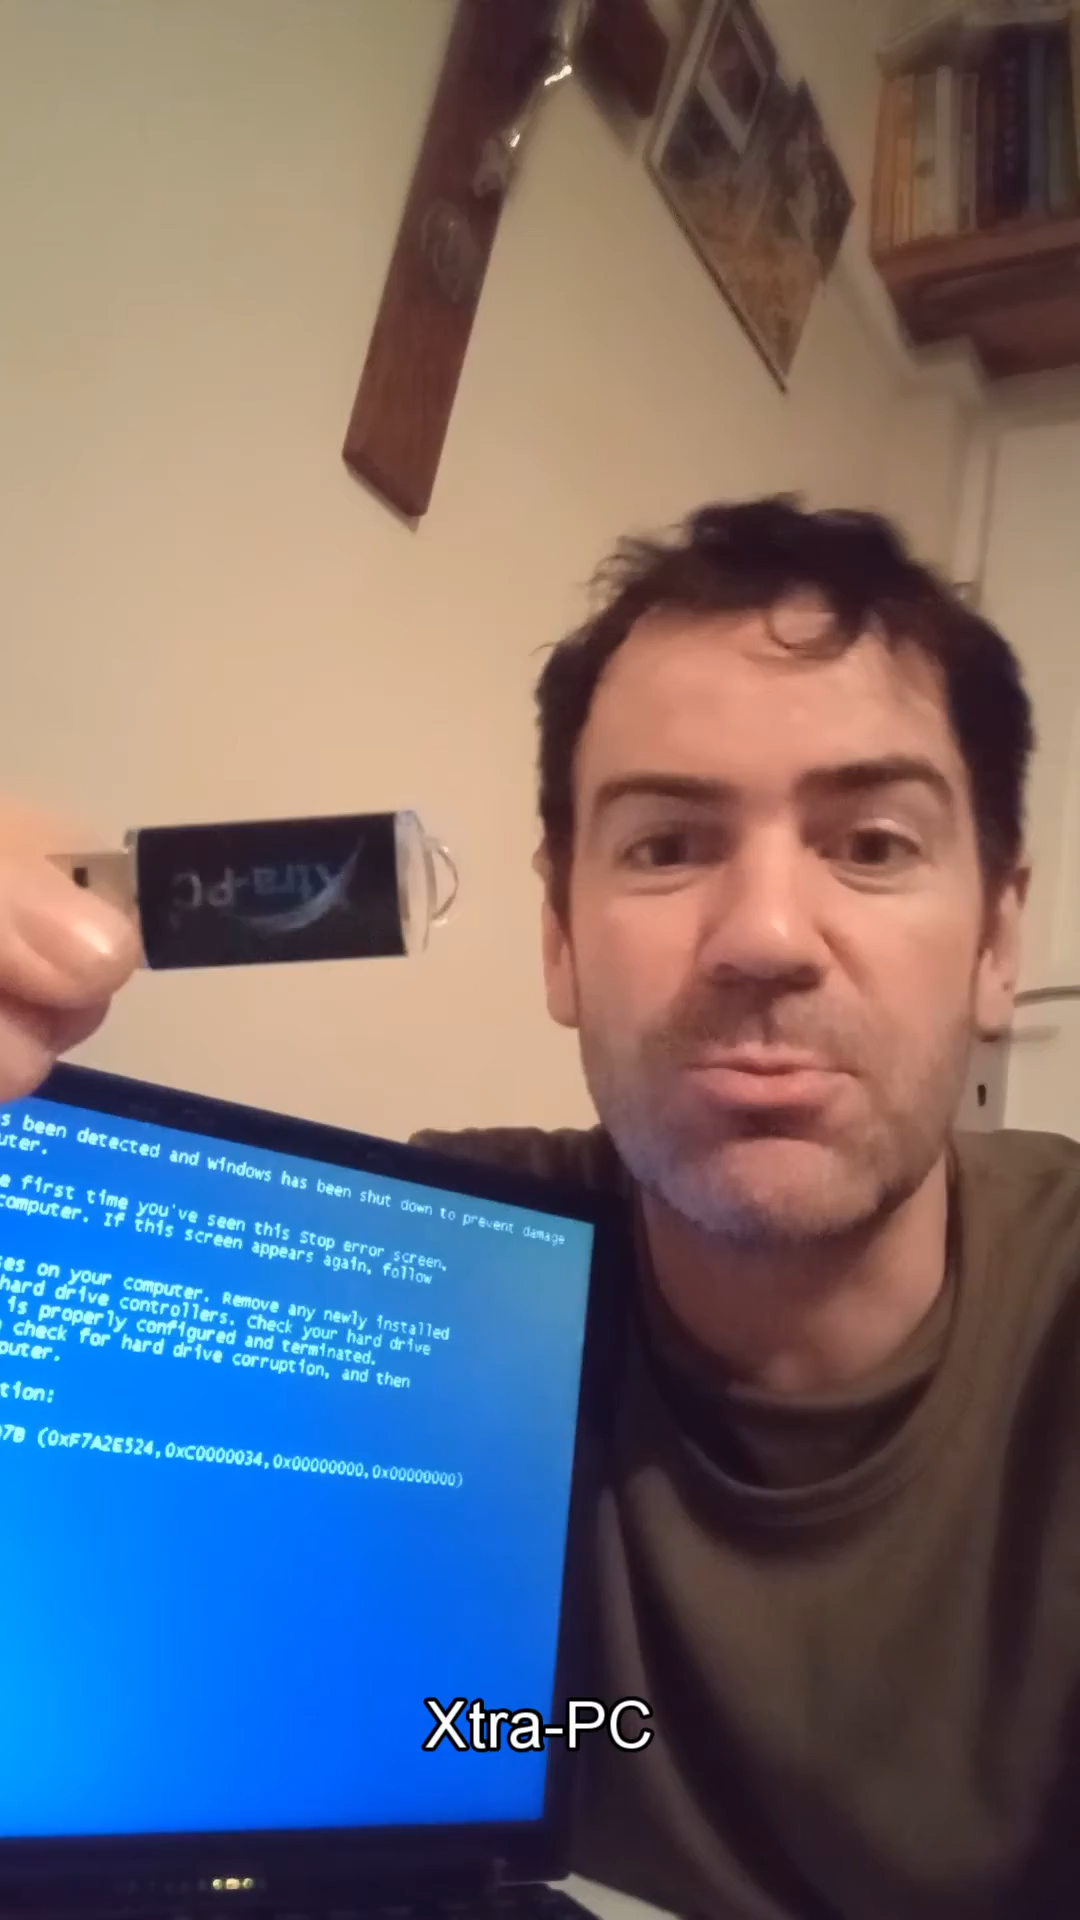 Xtra-PC
s been detected and windows has been shut down to prevent damage
uter.
e first time you've seen this Stop error screen,
computer. If this screen appears again, follow
ses on your computer. Remove any newly installed
hard drive controllers. Check your hard drive
is properly configured and terminated.
check for hard drive corruption, and then
puter.
tion:
07B (0xF7A2E524,0xC0000034,0x00000000,0x00000000)
Xtra-PC